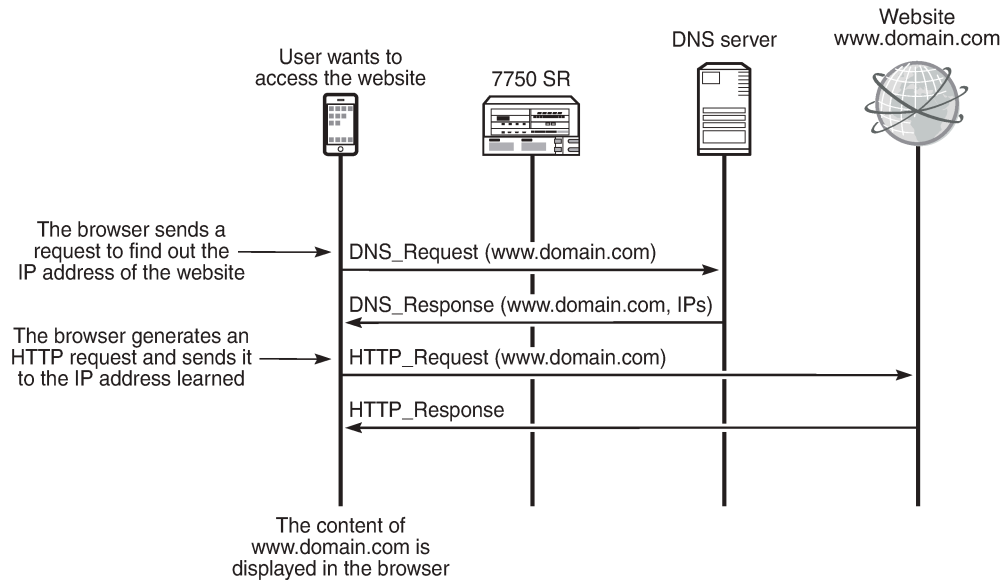 User wants to
access the website
7750 SR
DNS server
Website
www.domain.com
The browser sends a
request to find out the
IP address of the website
DNS_Request (www.domain.com)
DNS_Response (www.domain.com, IPs)
The browser generates an
HTTP request and sends it
to the IP address learned
HTTP_Request (www.domain.com)
HTTP_Response
The content of
www.domain.com is
displayed in the browser